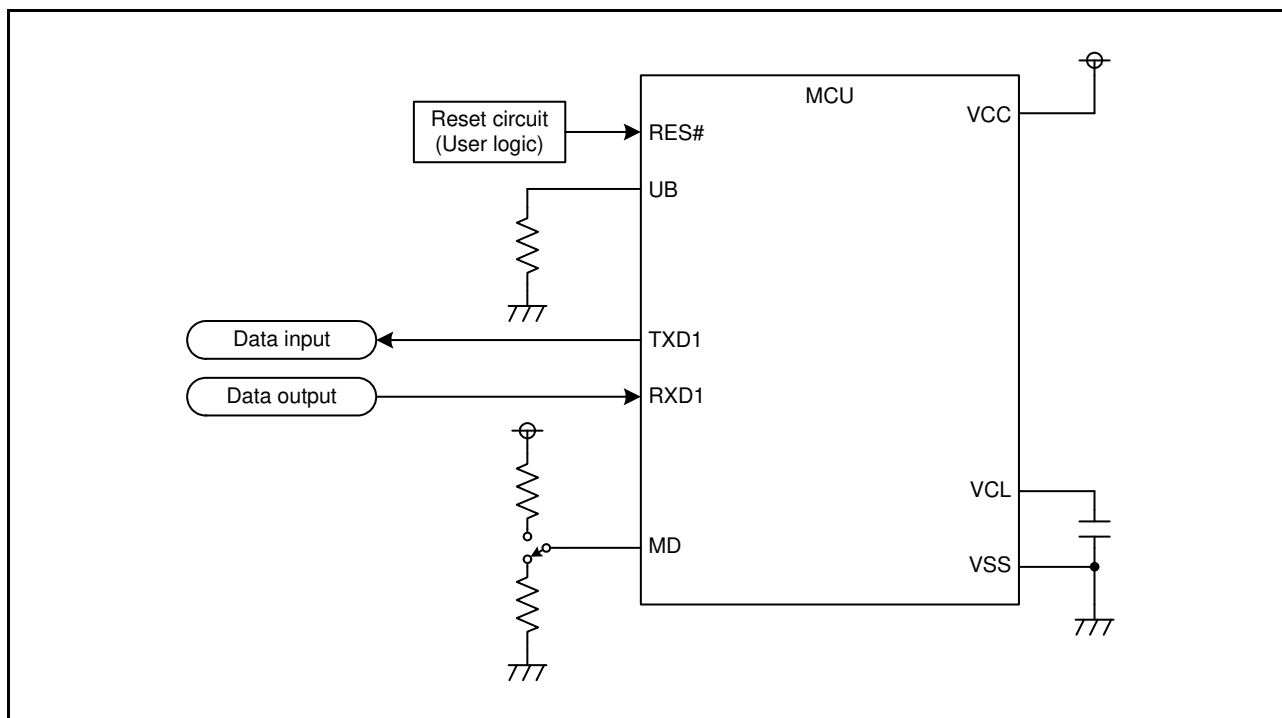 MCU
VCC
Reset circuit
(User logic)
RES#
UB
Data input
TXD1
Data output
RXD1
VCL
MD
VSS